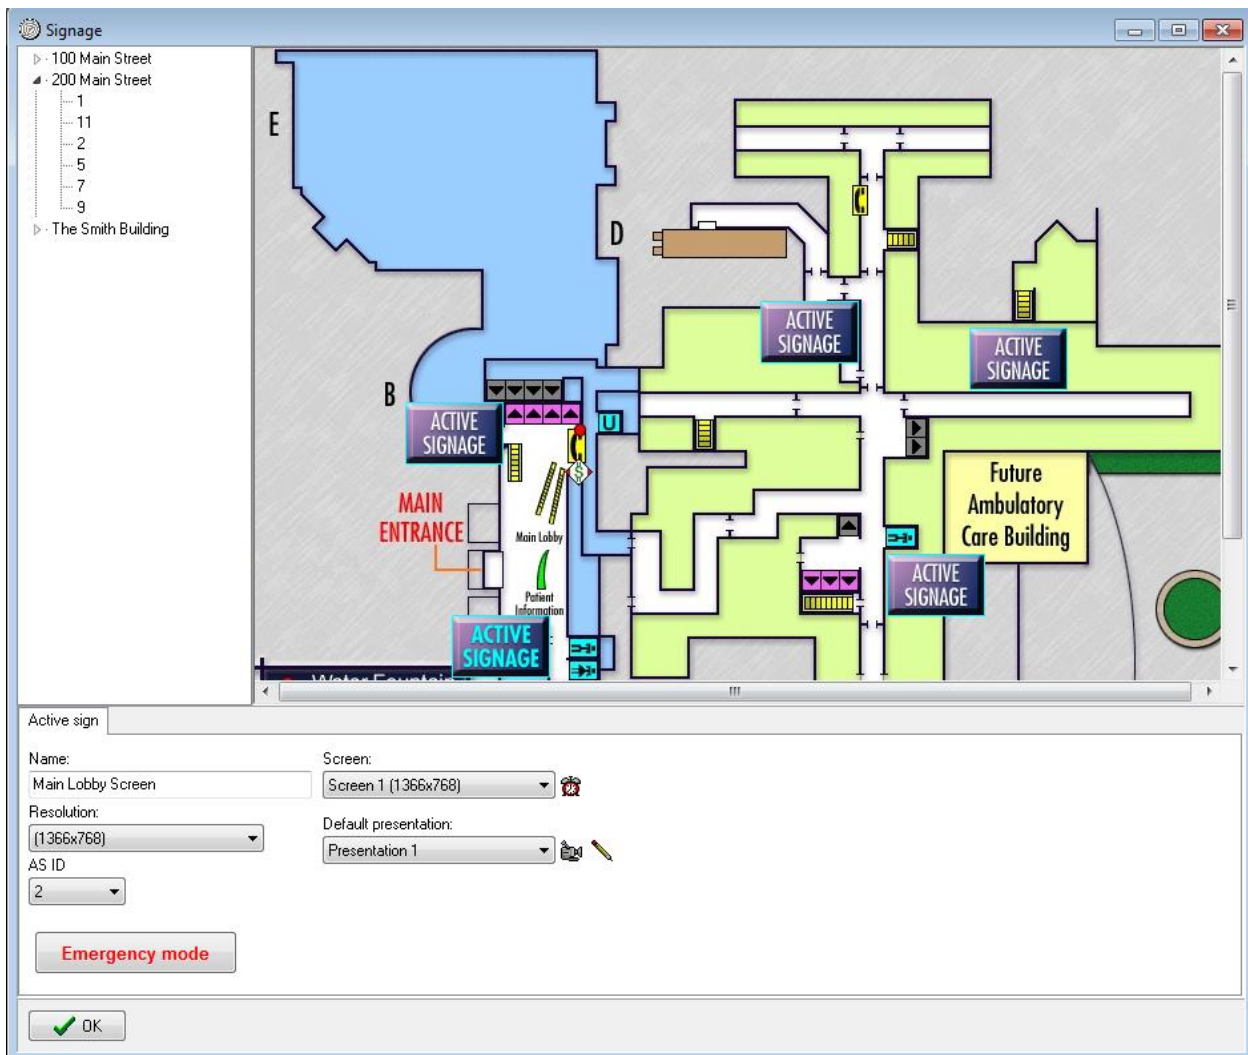 Signage
100 Main Street
200 Main Street
1
11
2
5
7
9
The Smith Building
E
D
B
ACTIVE
SIGNAGE
ACTIVE
SIGNAGE
ACTIVE
SIGNAGE
U
$
MAIN
ENTRANCE
Main Lobby
Patient
Information
Future
Ambulatory
Care Building
ACTIVE
SIGNAGE
ACTIVE
SIGNAGE
Water Fountain
Active sign
Name:
Main Lobby Screen
Screen:
Screen 1 (1366x768)
Resolution:
(1366x768)
Default presentation:
Presentation 1
AS ID
2
Emergency mode
OK